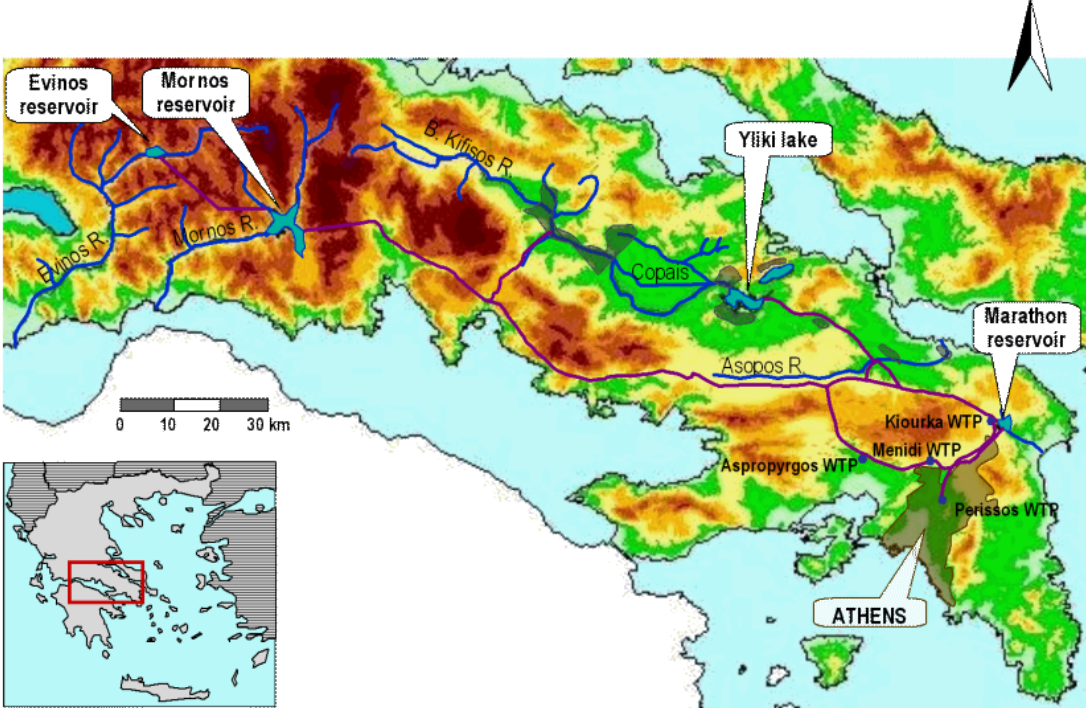 Evinos
reservoir
Mornos
reservoir
B. Kifisos R.
Yliki lake
Evinos R.
Mornos R.
Copais
Marathon
reservoir
Asopos R.
0 10 20 30 km
Kiourka WTP
Menidi WTP
Aspropyrgos WTP
Perissos WTP
ATHENS